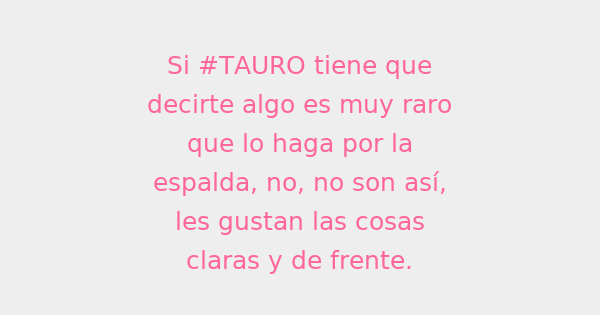 Si #TAURO tiene que
decirte algo es muy raro
que lo haga por la
espalda, no, no son así,
les gustan las cosas
claras y de frente.